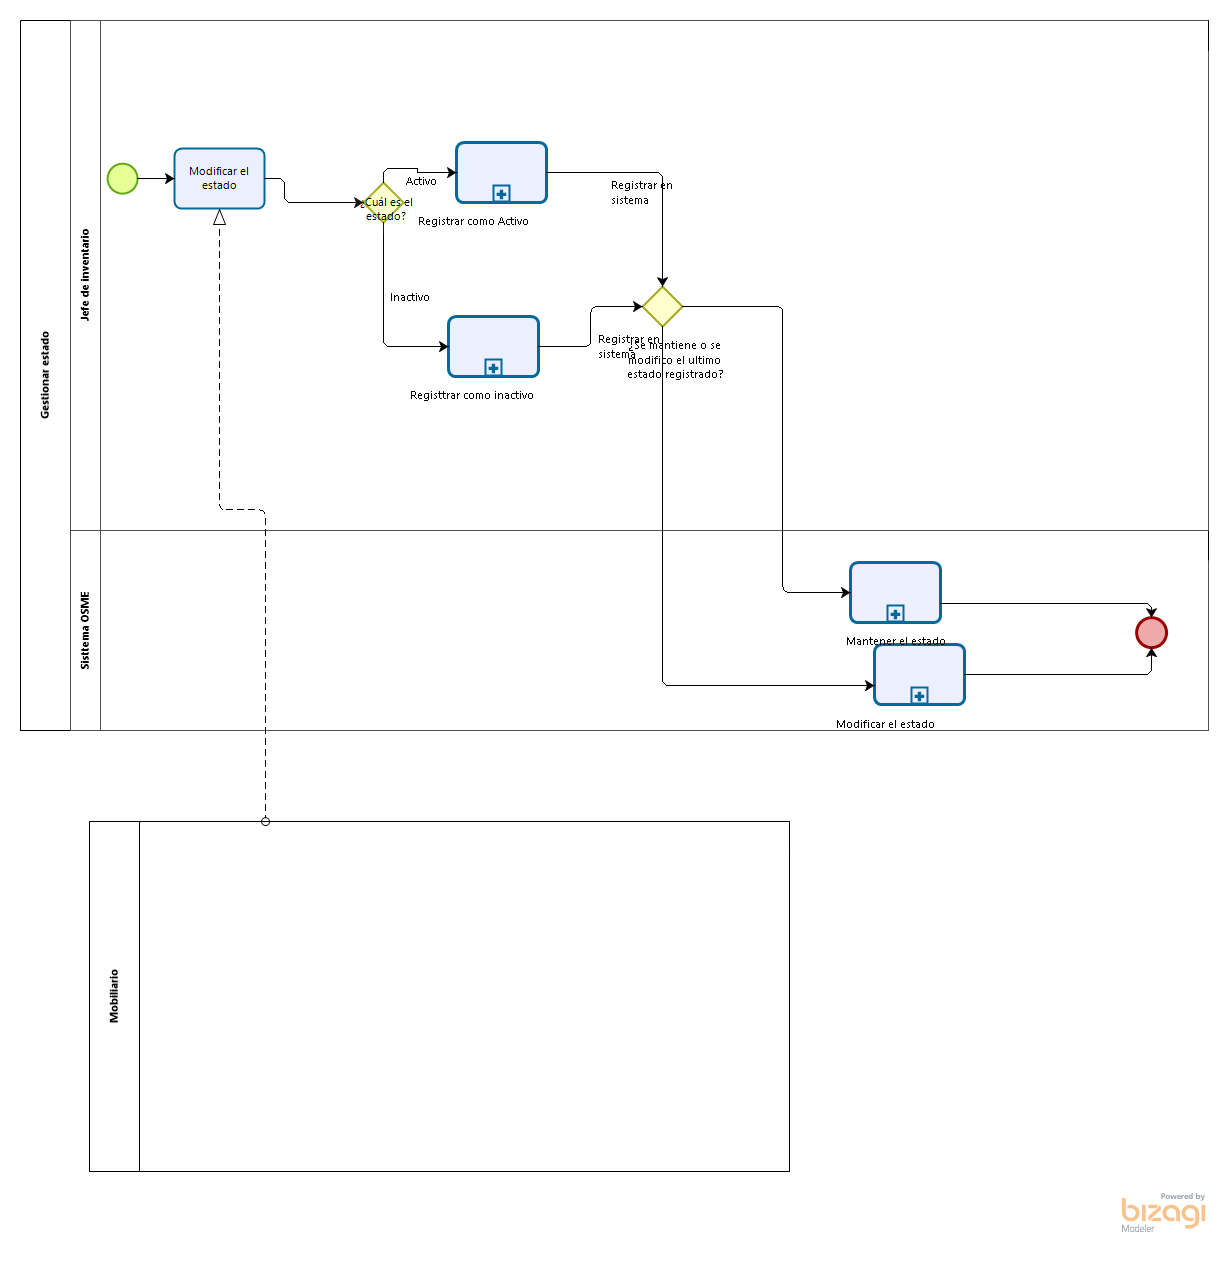 Gestionar estado
Jefe de inventario
Modificar el
estado
¿Cuál es el
estado?
Activo
Registrar como Activo
Registrar en
sistema
Inactivo
Registtrar como inactivo
Registrar en
sistema
¿Se mantiene o se
modifico el ultimo
estado registrado?
Sisttema OSME
Mantener el estado
Modificar el estado
Mobiliario
Powered by
bizagi
Modeler